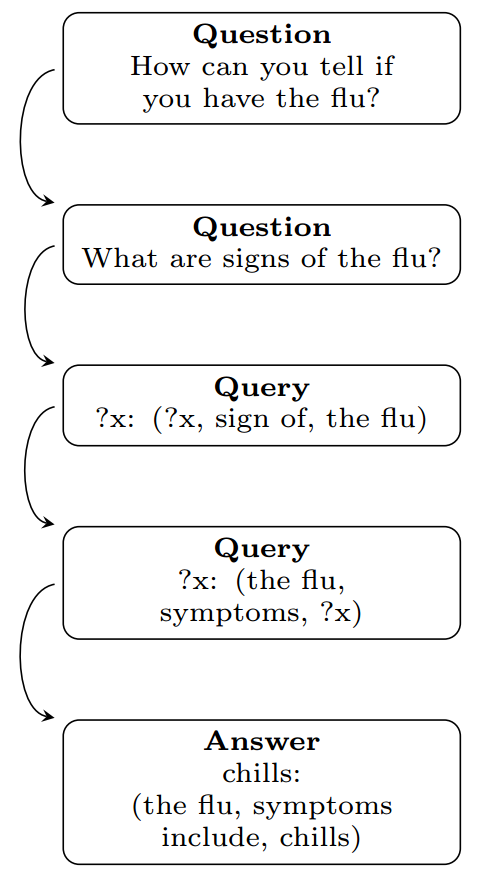 Question
How can you tell if
you have the flu?
Question
What are signs of the flu?
Query
?x: (?x, sign of, the flu)
Query
?x: (the flu,
symptoms, ?x)
Answer
chills:
(the flu, symptoms
include, chills)